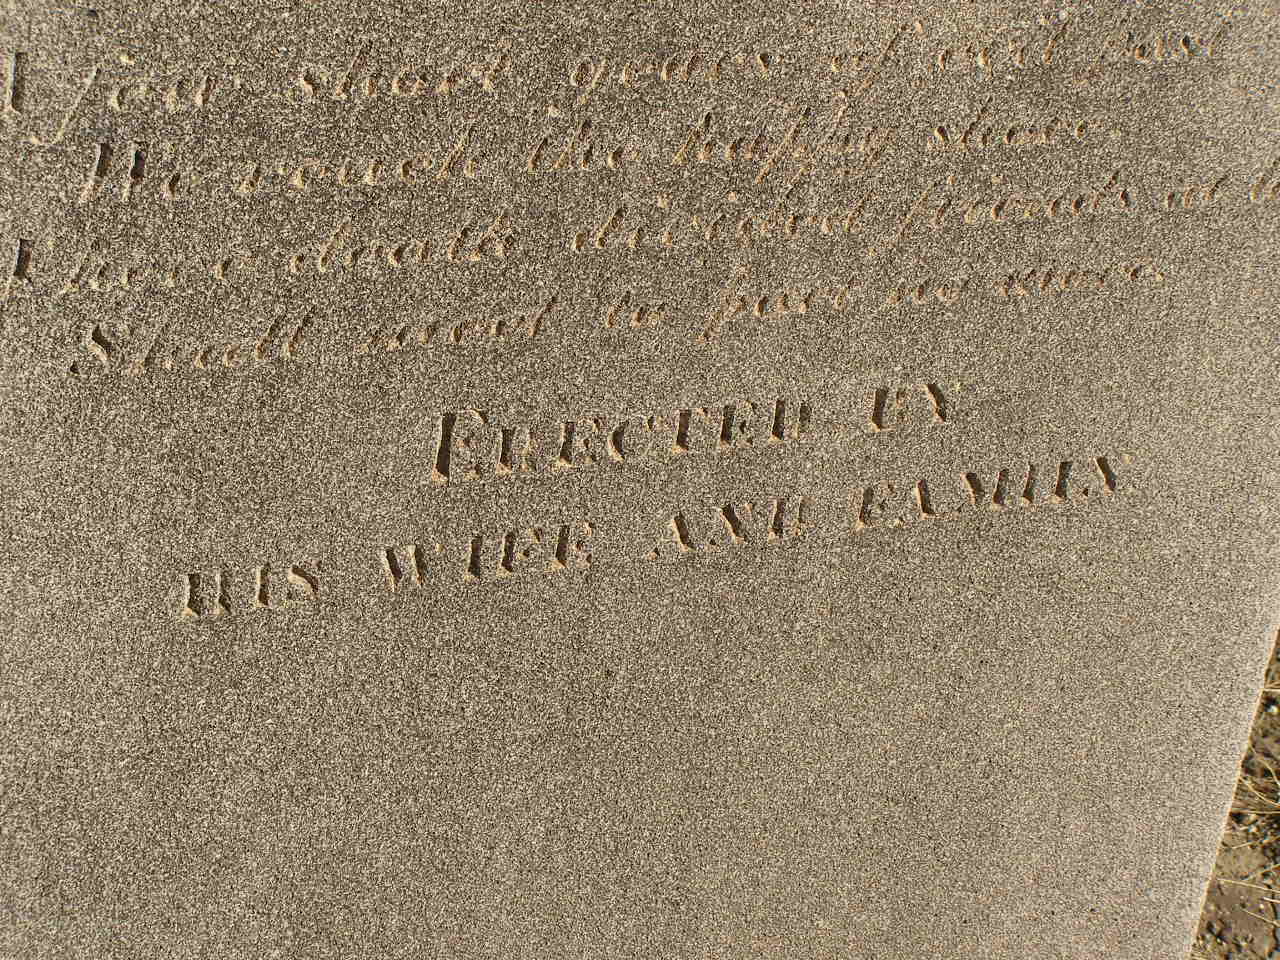 few short years of evil past
We reach the happy shore.
Where death divided friends at
Shall meet to part no more.
ERECTED BY
HIS WIFE AND FAMILY.